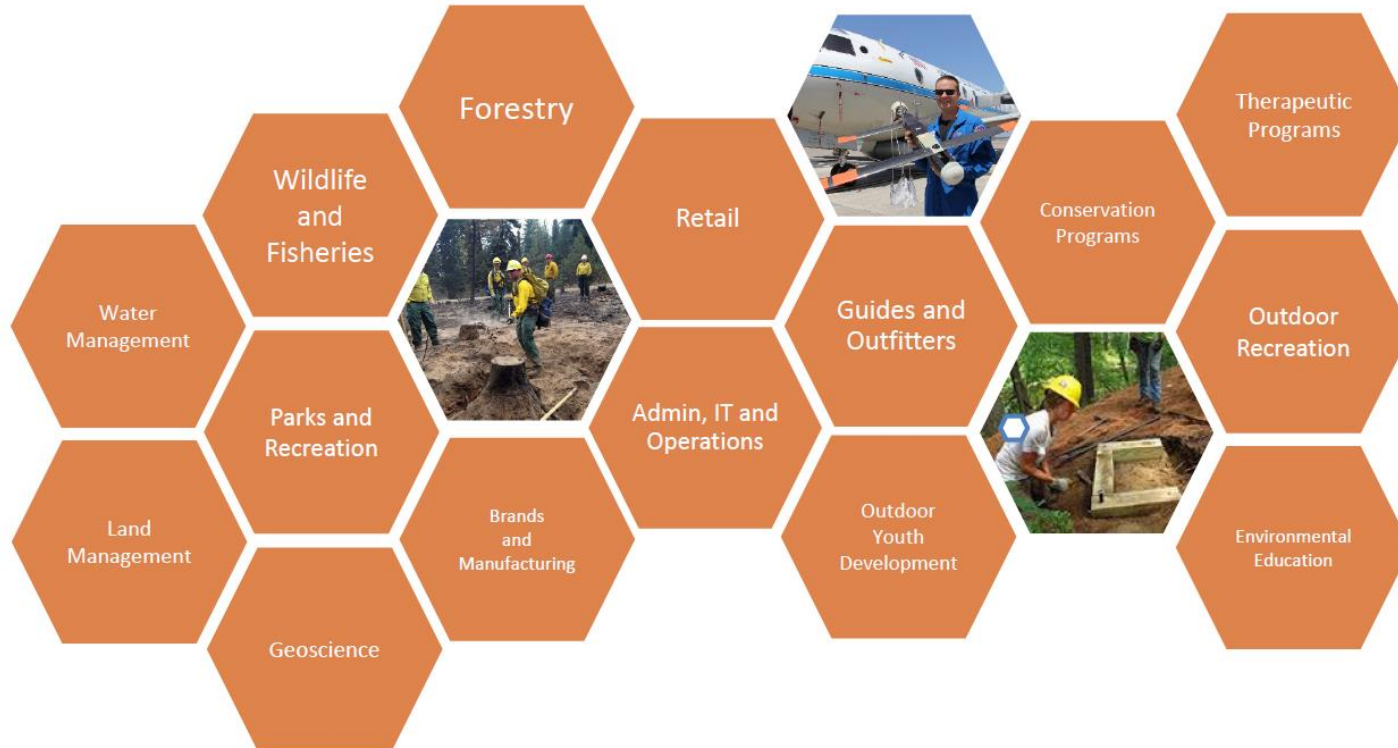 Forestry
Therapeutic
Programs
Wildlife
and
Fisheries
Retail
Conservation
Programs
Water
Management
Guides and
Outfitters
Outdoor
Recreation
Parks and
Recreation
Admin, IT and
Operations
Land
Management
Brands
and
Manufacturing
Outdoor
Youth
Development
Environmental
Education
Geoscience